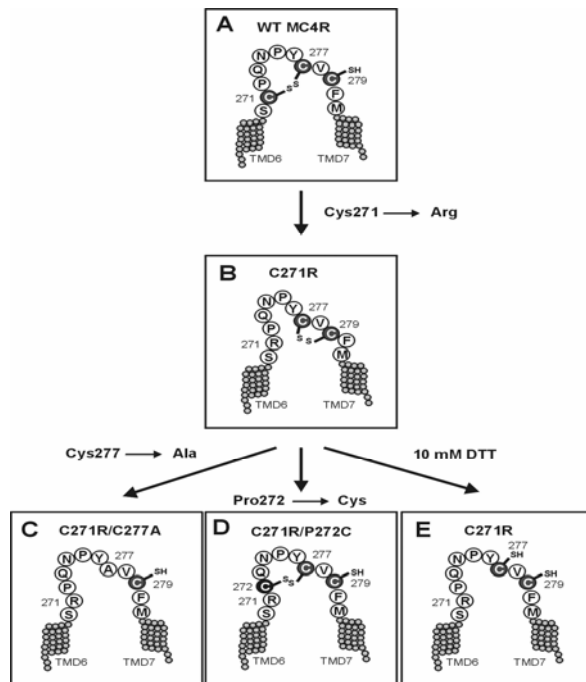 WT MC4R
A
N P Y 277
Q C V SH
P S 279
271 C S F
S M
TMD6 TMD7
Cys271 → Arg
B C271R
N P Y 277
Q C V 279
P S S C F
271 R M
S
TMD6 TMD7
Cys277 → Ala
10 mM DTT
Pro272 → Cys
C C271R/C277A
N P Y 277
Q A V SH
P C 279
271 R F
S M
TMD6 TMD7
D C271R/P272C
N P Y 277
Q C V SH
272 C S S C 279
271 R F
S M
TMD6 TMD7
E C271R
277
N P Y SH
Q C V SH
P C 279
271 R F
S M
TMD6 TMD7